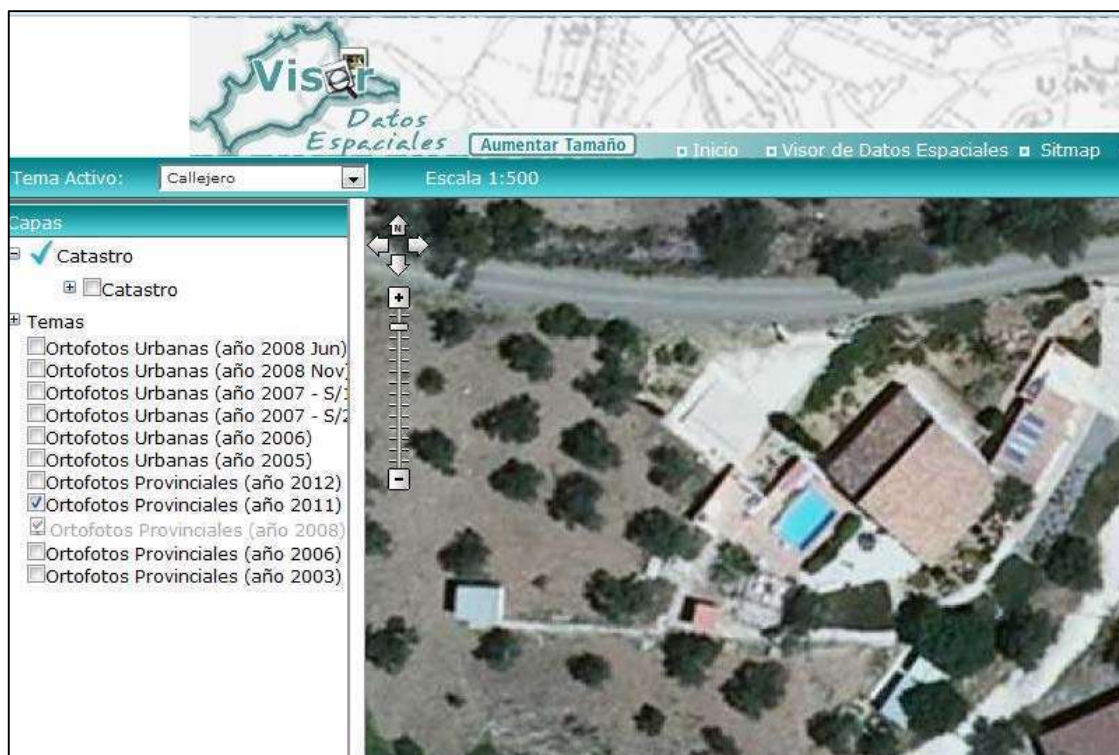 Visor
Datos
Espaciales
Aumentar Tamaño
Inicio
Visor de Datos Espaciales
Sitmap
Tema Activo:
Callejero
Escala 1:500
Capas
Catastro
Catastro
Temas
Ortofotos Urbanas (año 2008 Jun)
Ortofotos Urbanas (año 2008 Nov)
Ortofotos Urbanas (año 2007 - S/
Ortofotos Urbanas (año 2007 - S/2
Ortofotos Urbanas (año 2006)
Ortofotos Urbanas (año 2005)
Ortofotos Provinciales (año 2012)
Ortofotos Provinciales (año 2011)
Ortofotos Provinciales (año 2008)
Ortofotos Provinciales (año 2006)
Ortofotos Provinciales (año 2003)
N
+
-